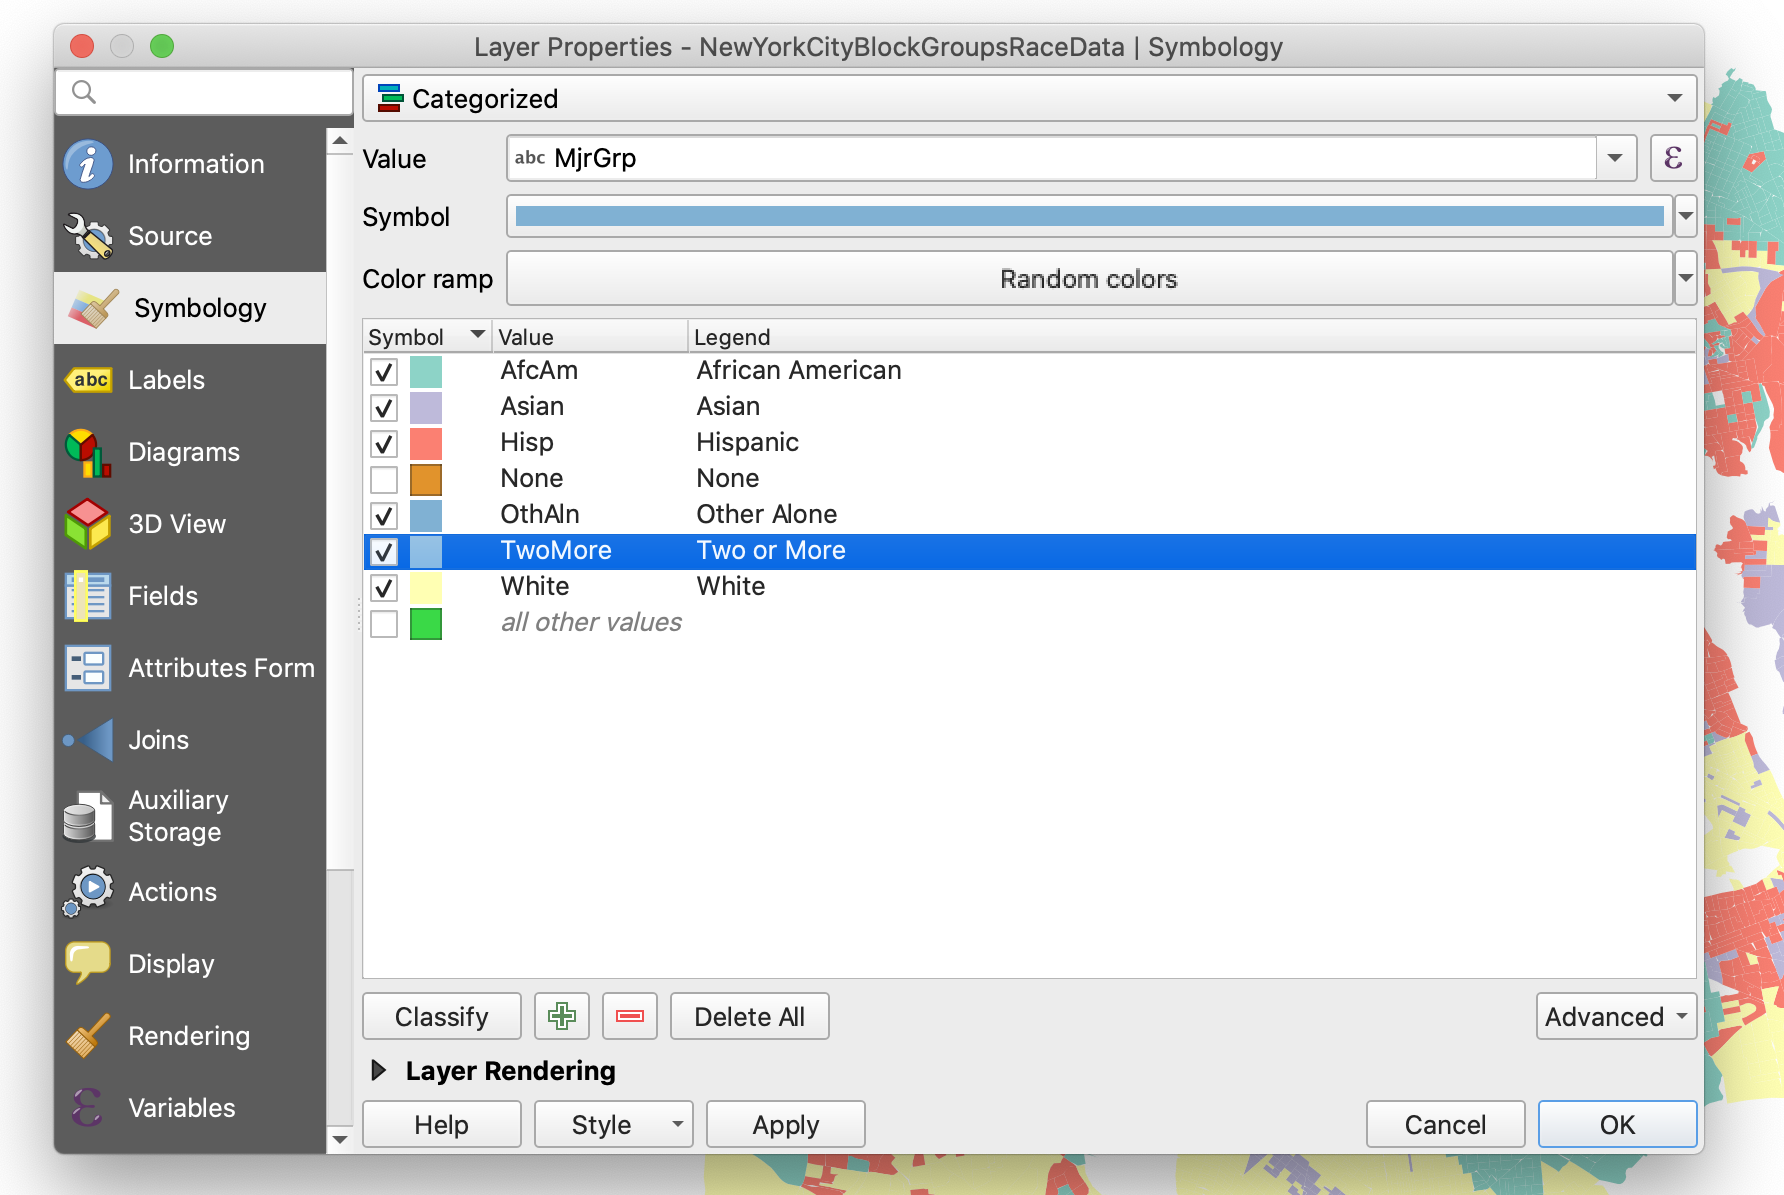 Layer Properties - NewYorkCityBlockGroupsRaceData | Symbology
Categorized
Information
Value
abc MjrGrp
ε
Source
Symbol
Symbology
Color ramp
Random colors
Symbol Value Legend
abc Labels
AfcAm African American
Asian Asian
Diagrams
Hisp Hispanic
None None
3D View
OthAln Other Alone
TwoMore Two or More
Fields
White White
all other values
Attributes Form
Joins
Auxiliary
Storage
Actions
Display
Classify
Delete All
Advanced
Rendering
Layer Rendering
ε Variables
Help
Style
Apply
Cancel
OK